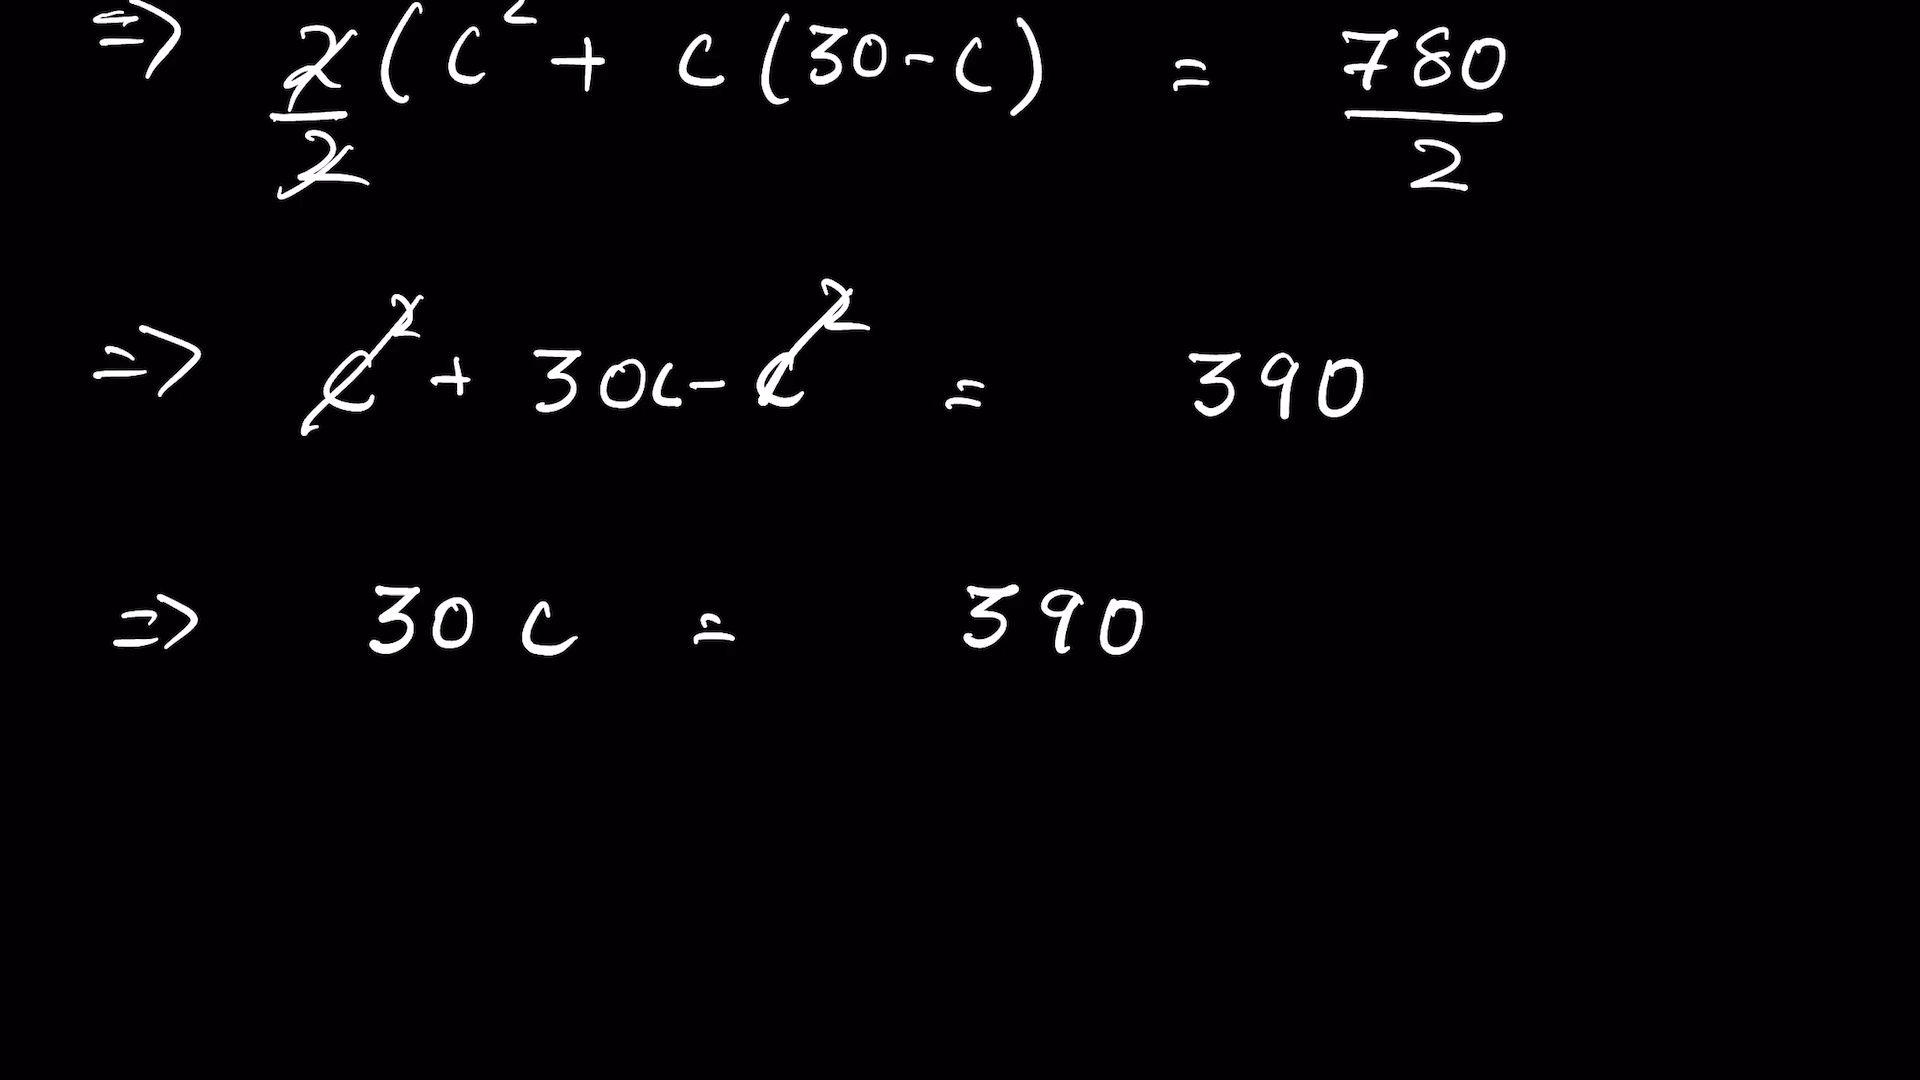 ⇒ 2/2 (c² + c(30-c) = 780/2
⇒ c² + 30c - c² = 390
⇒ 30c = 390